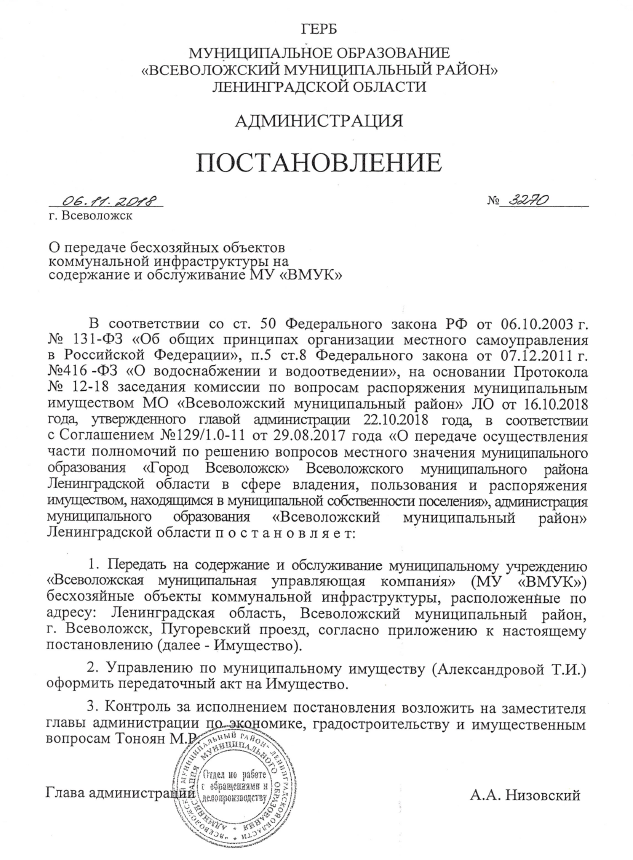 ГЕРБ
МУНИЦИПАЛЬНОЕ ОБРАЗОВАНИЕ
«ВСЕВОЛОЖСКИЙ МУНИЦИПАЛЬНЫЙ РАЙОН»
ЛЕНИНГРАДСКОЙ ОБЛАСТИ
АДМИНИСТРАЦИЯ
ПОСТАНОВЛЕНИЕ
06.11.2018 № 3270
г. Всеволожск
О передаче бесхозяйных объектов
коммунальной инфраструктуры на
содержание и обслуживание МУ «ВМУК»
В соответствии со ст. 50 Федерального закона РФ от 06.10.2003 г.
№ 131-ФЗ «Об общих принципах организации местного самоуправления
в Российской Федерации», п.5 ст.8 Федерального закона от 07.12.2011 г.
№416 -ФЗ «О водоснабжении и водоотведении», на основании Протокола
№ 12-18 заседания комиссии по вопросам распоряжения муниципальным
имуществом МО «Всеволожский муниципальный район» ЛО от 16.10.2018
года, утвержденного главой администрации 22.10.2018 года, в соответствии
с Соглашением №129/1.0-11 от 29.08.2017 года «О передаче осуществления
части полномочий по решению вопросов местного значения муниципального
образования «Город Всеволожск» Всеволожского муниципального района
Ленинградской области в сфере владения, пользования и распоряжения
имуществом, находящимся в муниципальной собственности поселения», администрация
муниципального образования «Всеволожский муниципальный район»
Ленинградской области п о с т а н о в л я е т:
1. Передать на содержание и обслуживание муниципальному учреждению
«Всеволожская муниципальная управляющая компания» (МУ «ВМУК»)
бесхозяйные объекты коммунальной инфраструктуры, расположенные по
адресу: Ленинградская область, Всеволожский муниципальный район,
г. Всеволожск, Пугоревский проезд, согласно приложению к настоящему
постановлению (далее - Имущество).
2. Управлению по муниципальному имуществу (Александровой Т.И.)
оформить передаточный акт на Имущество.
3. Контроль за исполнением постановления возложить на заместителя
главы администрации по экономике, градостроительству и имущественным
вопросам Тоноян М.Р.
Отдел по работе
с обращениями и
делопроизводству
Глава администрации А.А. Низовский